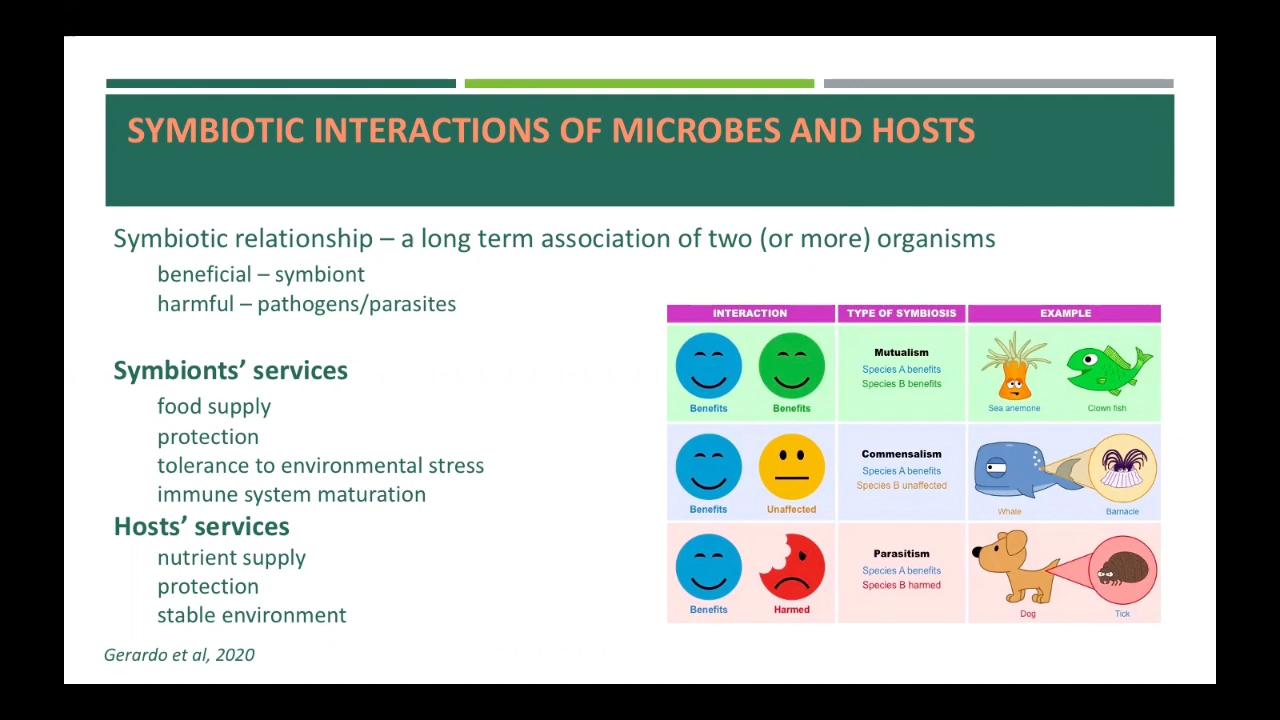 SYMBIOTIC INTERACTIONS OF MICROBES AND HOSTS
Symbiotic relationship – a long term association of two (or more) organisms
beneficial – symbiont
harmful – pathogens/parasites
Symbionts’ services
food supply
protection
tolerance to environmental stress
immune system maturation
Hosts’ services
nutrient supply
protection
stable environment
Gerardo et al, 2020
INTERACTION TYPE OF SYMBIOSIS EXAMPLE
Mutualism
Species A benefits
Species B benefits
Benefits Benefits Sea anemone Clown fish
Commensalism
Species A benefits
Species B unaffected
Benefits Unaffected Whale Barnacle
Parasitism
Species A benefits
Species B harmed
Benefits Harmed Dog Tick